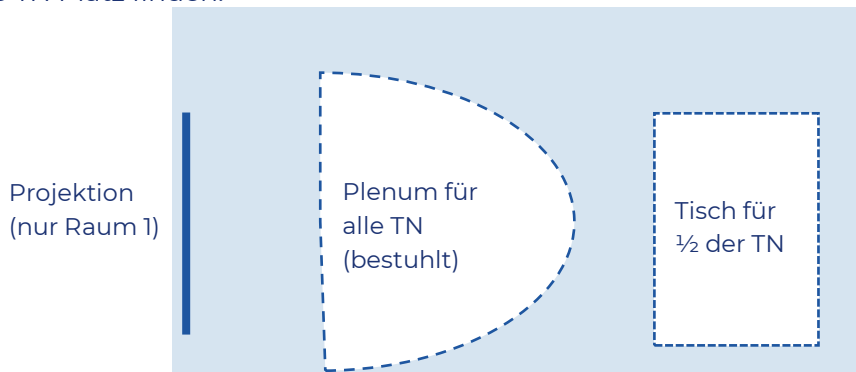 Projektion
(nur Raum 1)
Plenum für
alle TN
(bestuhlt)
Tisch für
½ der TN